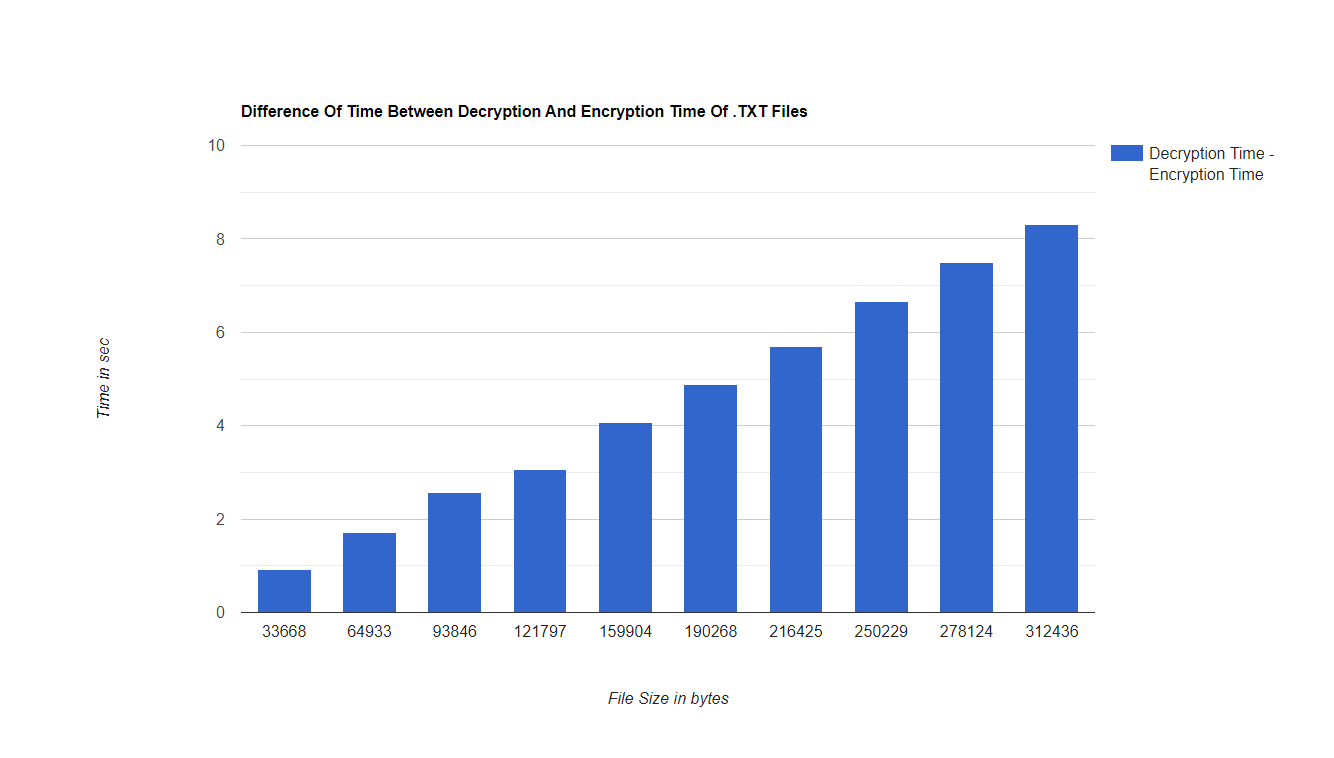 Difference Of Time Between Decryption And Encryption Time Of .TXT Files
10
8
6
4
2
0
Decryption Time -
Encryption Time
Time in sec
33668 64933 93846 121797 159904 190268 216425 250229 278124 312436
File Size in bytes